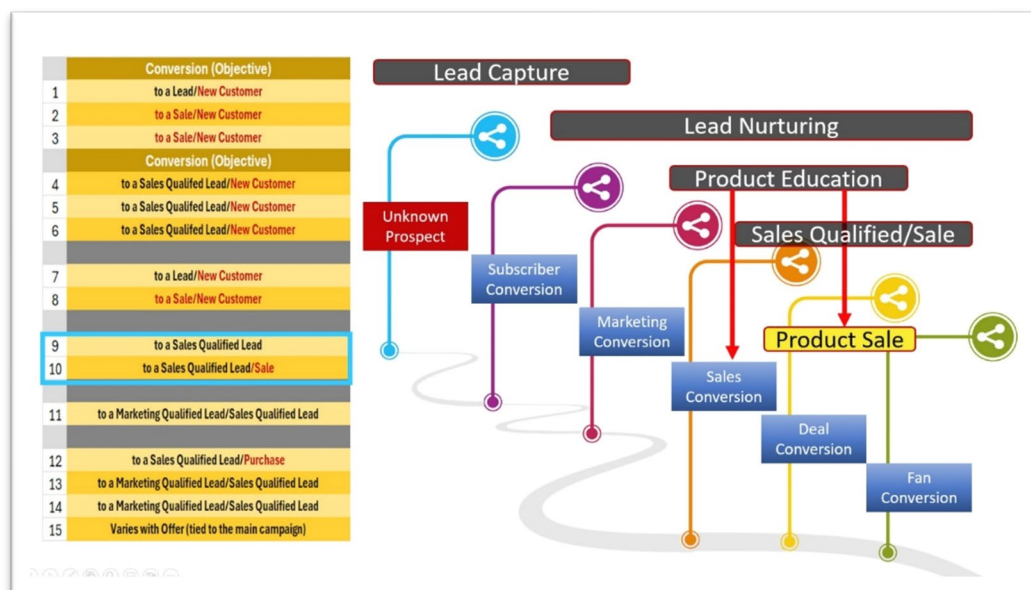 Conversion (Objective)
1 to a Lead/New Customer
2 to a Sale/New Customer
3 to a Sale/New Customer
Conversion (Objective)
4 to a Sales Qualifed Lead/New Customer
5 to a Sales Qualifed Lead/New Customer
6 to a Sales Qualifed Lead/New Customer
7 to a Lead/New Customer
8 to a Sale/New Customer
9 to a Sales Qualified Lead
10 to a Sales Qualified Lead/Sale
11 to a Marketing Qualified Lead/Sales Qualified Lead
12 to a Sales Qualified Lead/Purchase
13 to a Marketing Qualified Lead/Sales Qualified Lead
14 to a Marketing Qualified Lead/Sales Qualified Lead
15 Varies with Offer (tied to the main campaign)
Lead Capture
Lead Nurturing
Product Education
Sales Qualified/Sale
Unknown
Prospect
Subscriber
Conversion
Marketing
Conversion
Product Sale
Sales
Conversion
Deal
Conversion
Fan
Conversion